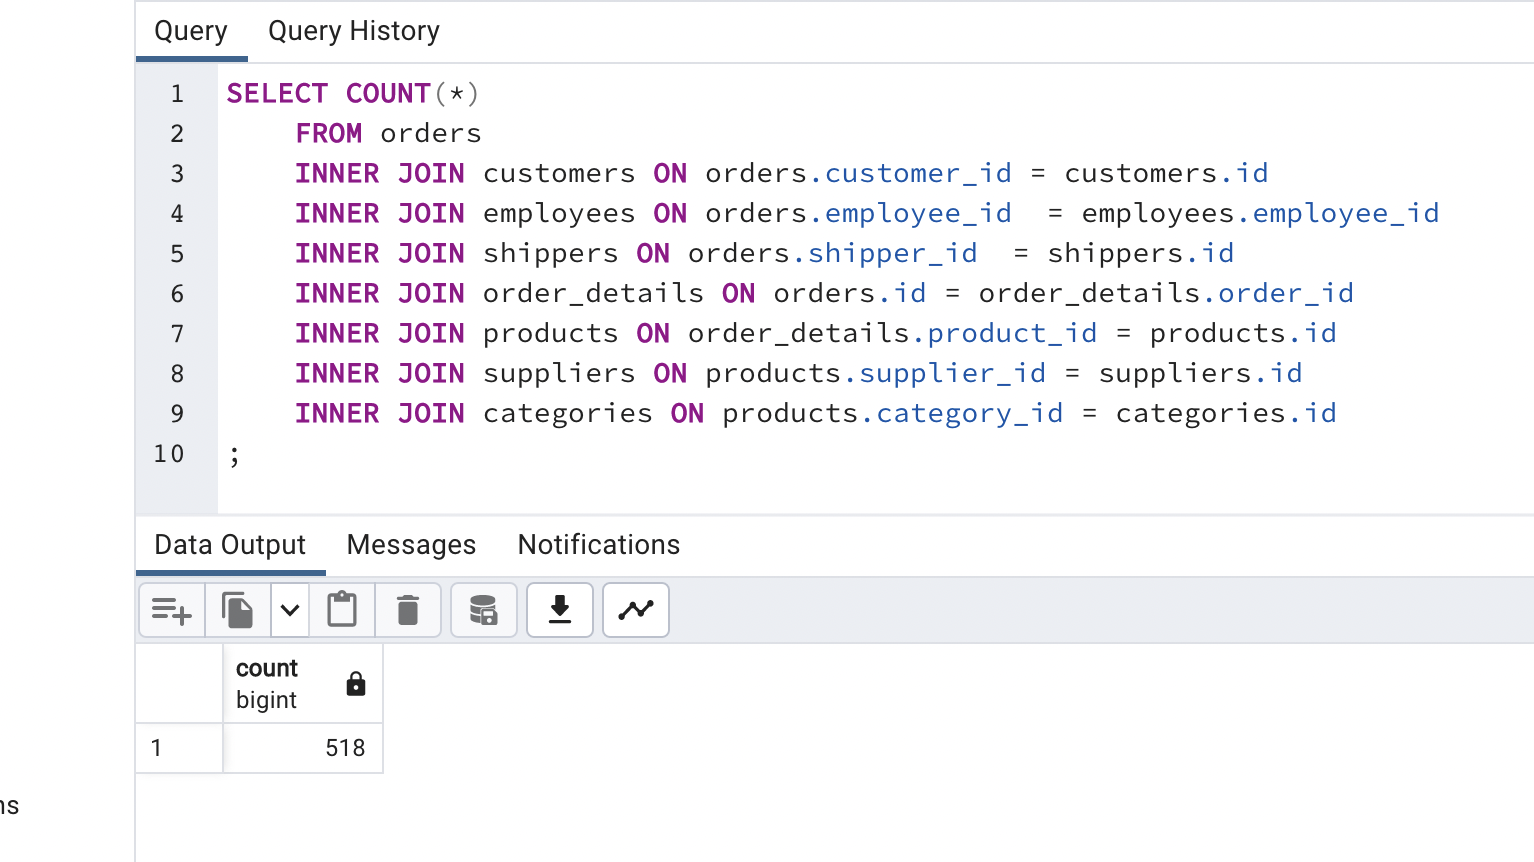 Query Query History
1 SELECT COUNT(*)
2 FROM orders
3 INNER JOIN customers ON orders.customer_id = customers.id
4 INNER JOIN employees ON orders.employee_id  = employees.employee_id
5 INNER JOIN shippers ON orders.shipper_id  = shippers.id
6 INNER JOIN order_details ON orders.id = order_details.order_id
7 INNER JOIN products ON order_details.product_id = products.id
8 INNER JOIN suppliers ON products.supplier_id = suppliers.id
9 INNER JOIN categories ON products.category_id = categories.id
10 ;
Data Output Messages Notifications
count
bigint
1 518